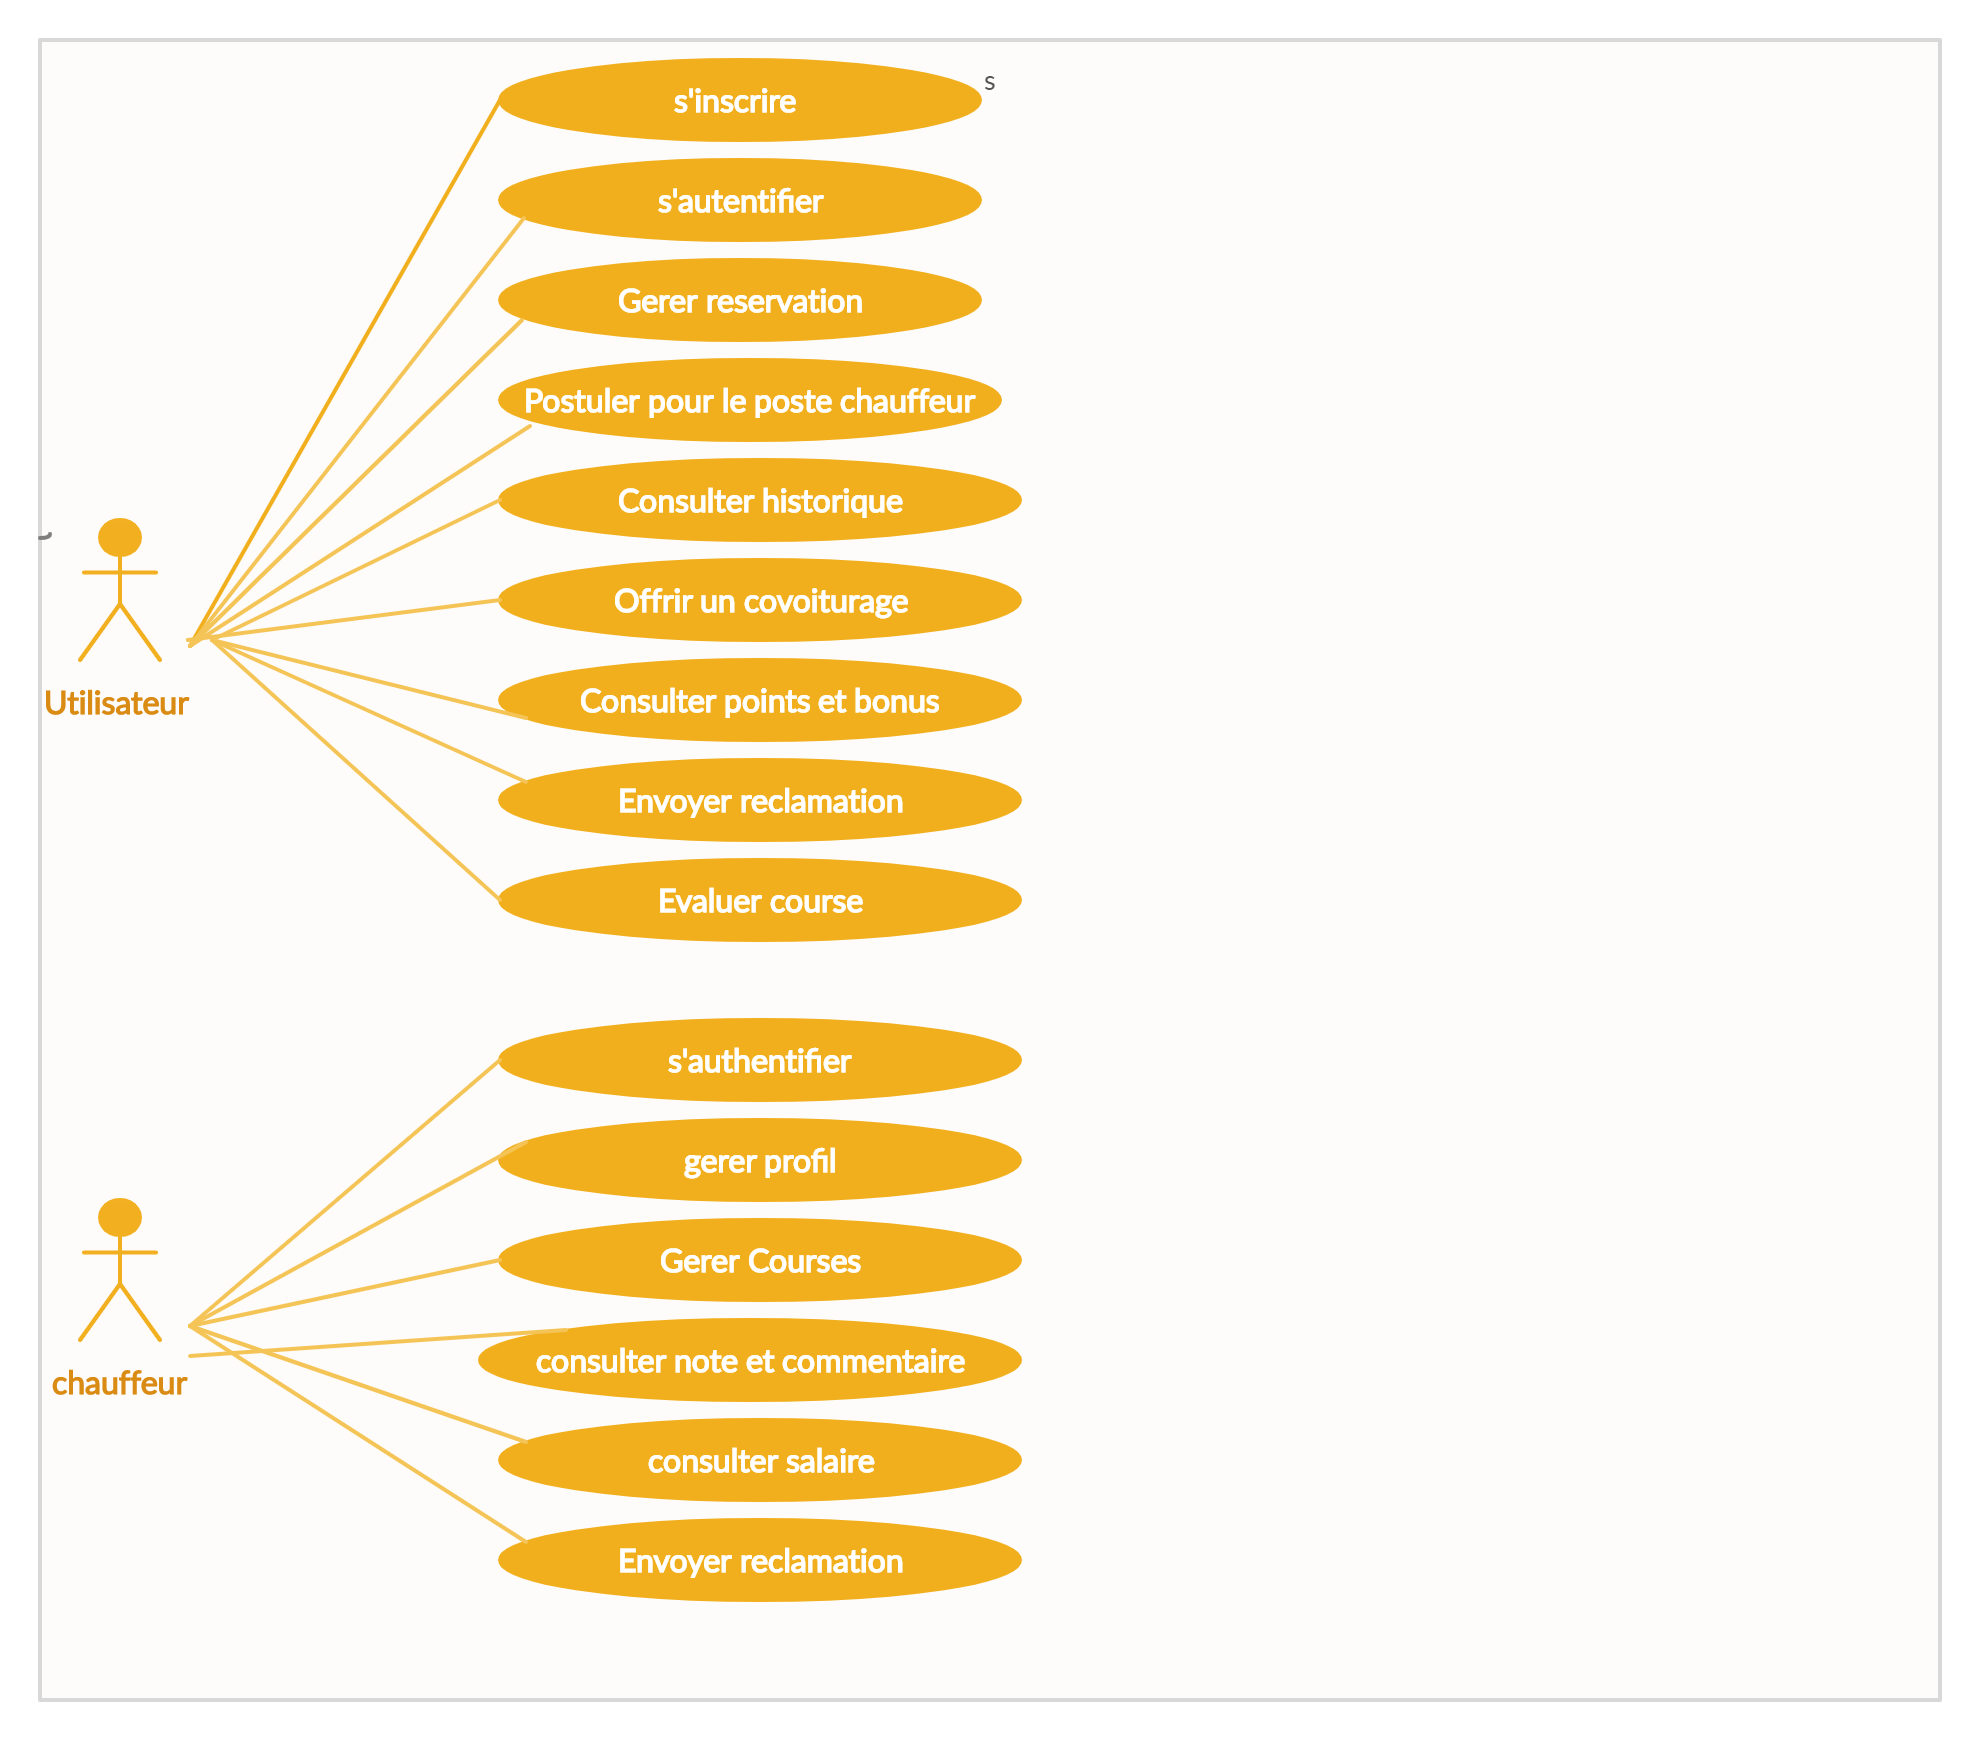 s'inscrire
s
s'autentifier
Gerer reservation
Postuler pour le poste chauffeur
Consulter historique
Offrir un covoiturage
Utilisateur
Consulter points et bonus
Envoyer reclamation
Evaluer course
s'authentifier
gerer profil
Gerer Courses
consulter note et commentaire
chauffeur
consulter salaire
Envoyer reclamation